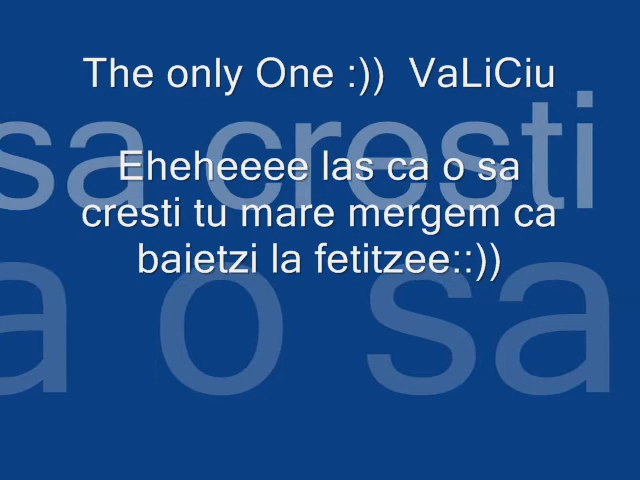 The only One :))  VaLiCiu
sa cresti
Eheheeee las ca o sa
cresti tu mare mergem ca
baietzi la fetitzee::))
a o sa